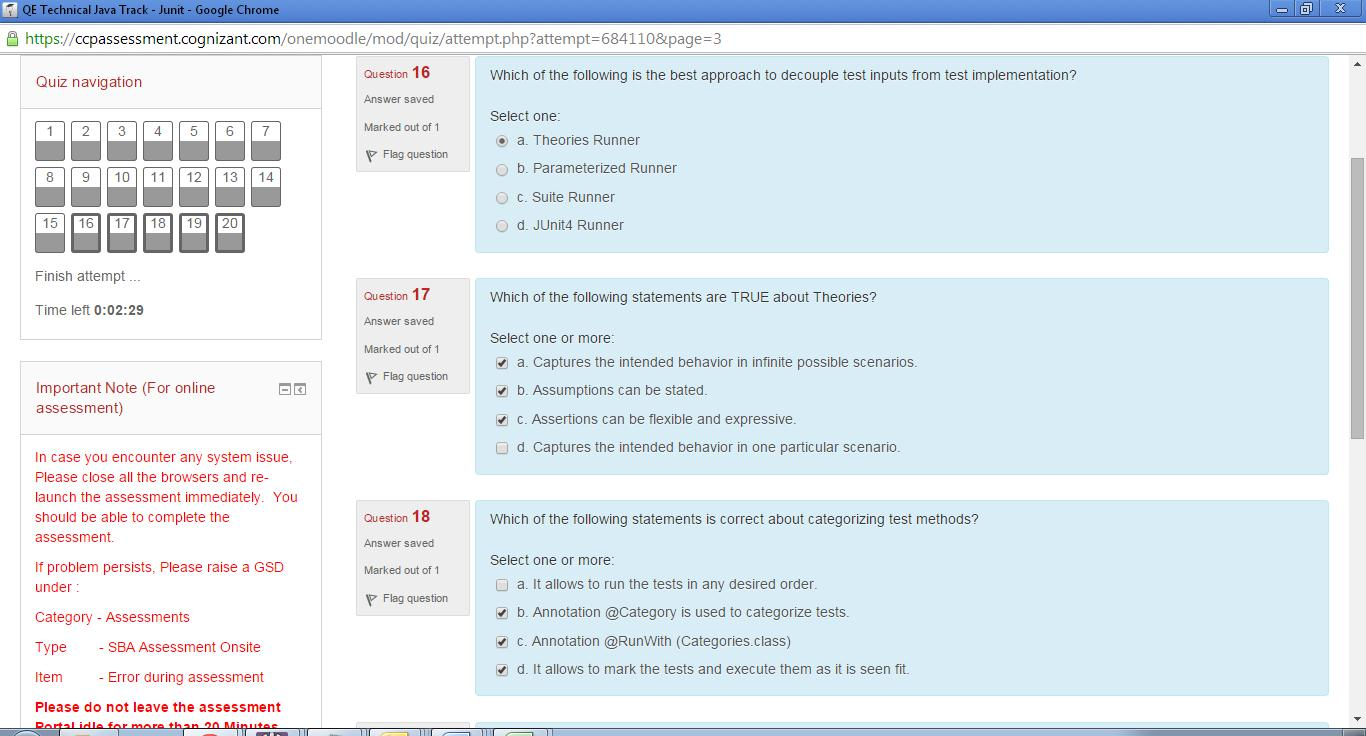 QE Technical Java Track - Junit - Google Chrome
https://ccpassessment.cognizant.com/onemoodle/mod/quiz/attempt.php?attempt=684110&page=3
Quiz navigation
1 2 3 4 5 6 7
8 9 10 11 12 13 14
15 16 17 18 19 20
Finish attempt ...
Time left 0:02:29
Important Note (For online
assessment)
In case you encounter any system issue,
Please close all the browsers and re-
launch the assessment immediately. You
should be able to complete the
assessment.
If problem persists, Please raise a GSD
under :
Category - Assessments
Type - SBA Assessment Onsite
Item - Error during assessment
Please do not leave the assessment
Portal idle for more than 20 Minutes
Question 16
Answer saved
Marked out of 1
Flag question
Which of the following is the best approach to decouple test inputs from test implementation?
Select one:
a. Theories Runner
b. Parameterized Runner
c. Suite Runner
d. JUnit4 Runner
Question 17
Answer saved
Marked out of 1
Flag question
Which of the following statements are TRUE about Theories?
Select one or more:
a. Captures the intended behavior in infinite possible scenarios.
b. Assumptions can be stated.
c. Assertions can be flexible and expressive.
d. Captures the intended behavior in one particular scenario.
Question 18
Answer saved
Marked out of 1
Flag question
Which of the following statements is correct about categorizing test methods?
Select one or more:
a. It allows to run the tests in any desired order.
b. Annotation @Category is used to categorize tests.
c. Annotation @RunWith (Categories.class)
d. It allows to mark the tests and execute them as it is seen fit.